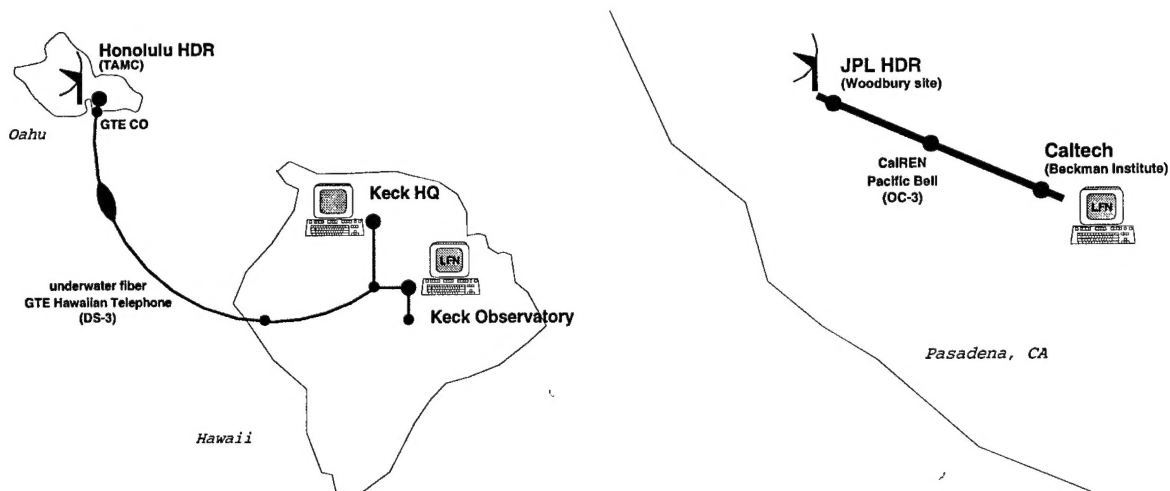 Honolulu HDR
(TAMC)
GTE CO
Oahu
Keck HQ
LFN
underwater fiber
GTE Hawaiian Telephone
(DS-3)
Keck Observatory
Hawaii
JPL HDR
(Woodbury site)
CalREN
Pacific Bell
(OC-3)
Caltech
(Beckman Institute)
LFN
Pasadena, CA